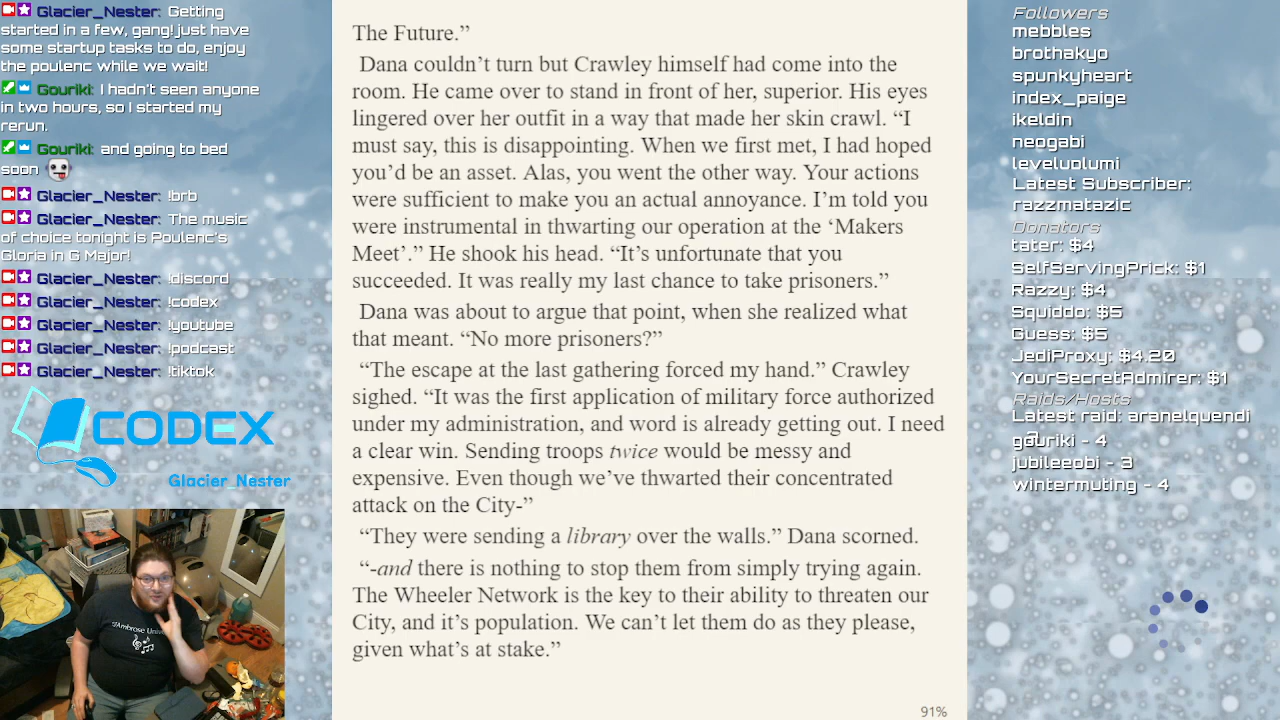 Glacier_Nester: Getting
started in a few, gang! just have
some startup tasks to do, enjoy
the poulenc while we wait!
Gouriki: I hadn't seen anyone
in two hours, so I started my
rerun.
Gouriki: and going to bed
soon
Glacier_Nester: !brb
Glacier_Nester: The music
of choice tonight is Poulenc's
Gloria in G Major!
Glacier_Nester: !discord
Glacier_Nester: !codex
Glacier_Nester: !youtube
Glacier_Nester: !podcast
Glacier_Nester: !tiktok
CODEX
Glacier_Nester
The Future.”
Dana couldn’t turn but Crawley himself had come into the
room. He came over to stand in front of her, superior. His eyes
lingered over her outfit in a way that made her skin crawl. “I
must say, this is disappointing. When we first met, I had hoped
you’d be an asset. Alas, you went the other way. Your actions
were sufficient to make you an actual annoyance. I’m told you
were instrumental in thwarting our operation at the ‘Makers
Meet’.” He shook his head. “It’s unfortunate that you
succeeded. It was really my last chance to take prisoners.”
Dana was about to argue that point, when she realized what
that meant. “No more prisoners?”
“The escape at the last gathering forced my hand.” Crawley
sighed. “It was the first application of military force authorized
under my administration, and word is already getting out. I need
a clear win. Sending troops twice would be messy and
expensive. Even though we’ve thwarted their concentrated
attack on the City-”
“They were sending a library over the walls.” Dana scorned.
“-and there is nothing to stop them from simply trying again.
The Wheeler Network is the key to their ability to threaten our
City, and it’s population. We can’t let them do as they please,
given what’s at stake.”
91%
Followers
mebbles
brothakyo
spunkyheart
index_paige
ikeldin
neogabi
leveluolumi
Latest Subscriber:
razzmatazic
Donators
tater: $4
SelfServingPrick: $1
Razzy: $4
Squiddo: $5
Guess: $5
JediProxy: $4.20
YourSecretAdmirer: $1
Raids/Hosts
Latest raid: aranelquendi
gouriki - 4
jubileeobi - 3
wintermuting - 4